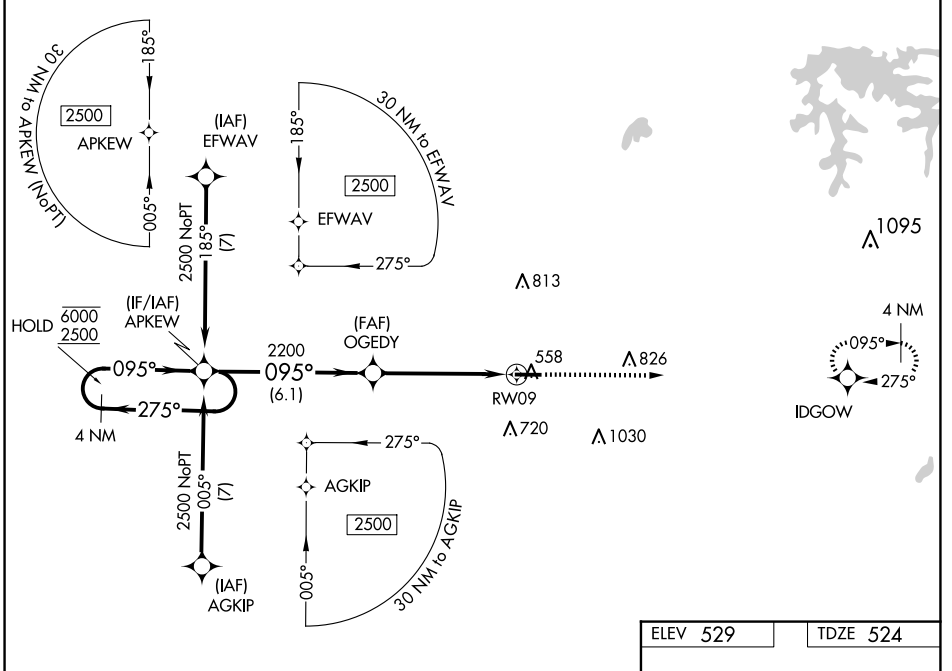 30 NM to APKEW (NoPT)
185°
2500
APKEW
005°
(IAF)
EFWAV
2500 NoPT
185°
(7)
30 NM to EFWAV
185°
2500
EFWAV
275°
1095
813
HOLD 6000
2500
(IF/IAF)
APKEW
095°
275°
4 NM
2200
095°
(6.1)
(FAF)
OGEDY
558
RW09
826
720
1030
4 NM
095°
275°
IDGOW
2500 NoPT
005°
(7)
(IAF)
AGKIP
275°
AGKIP
2500
005°
30 NM to AGKIP
ELEV 529
TDZE 524